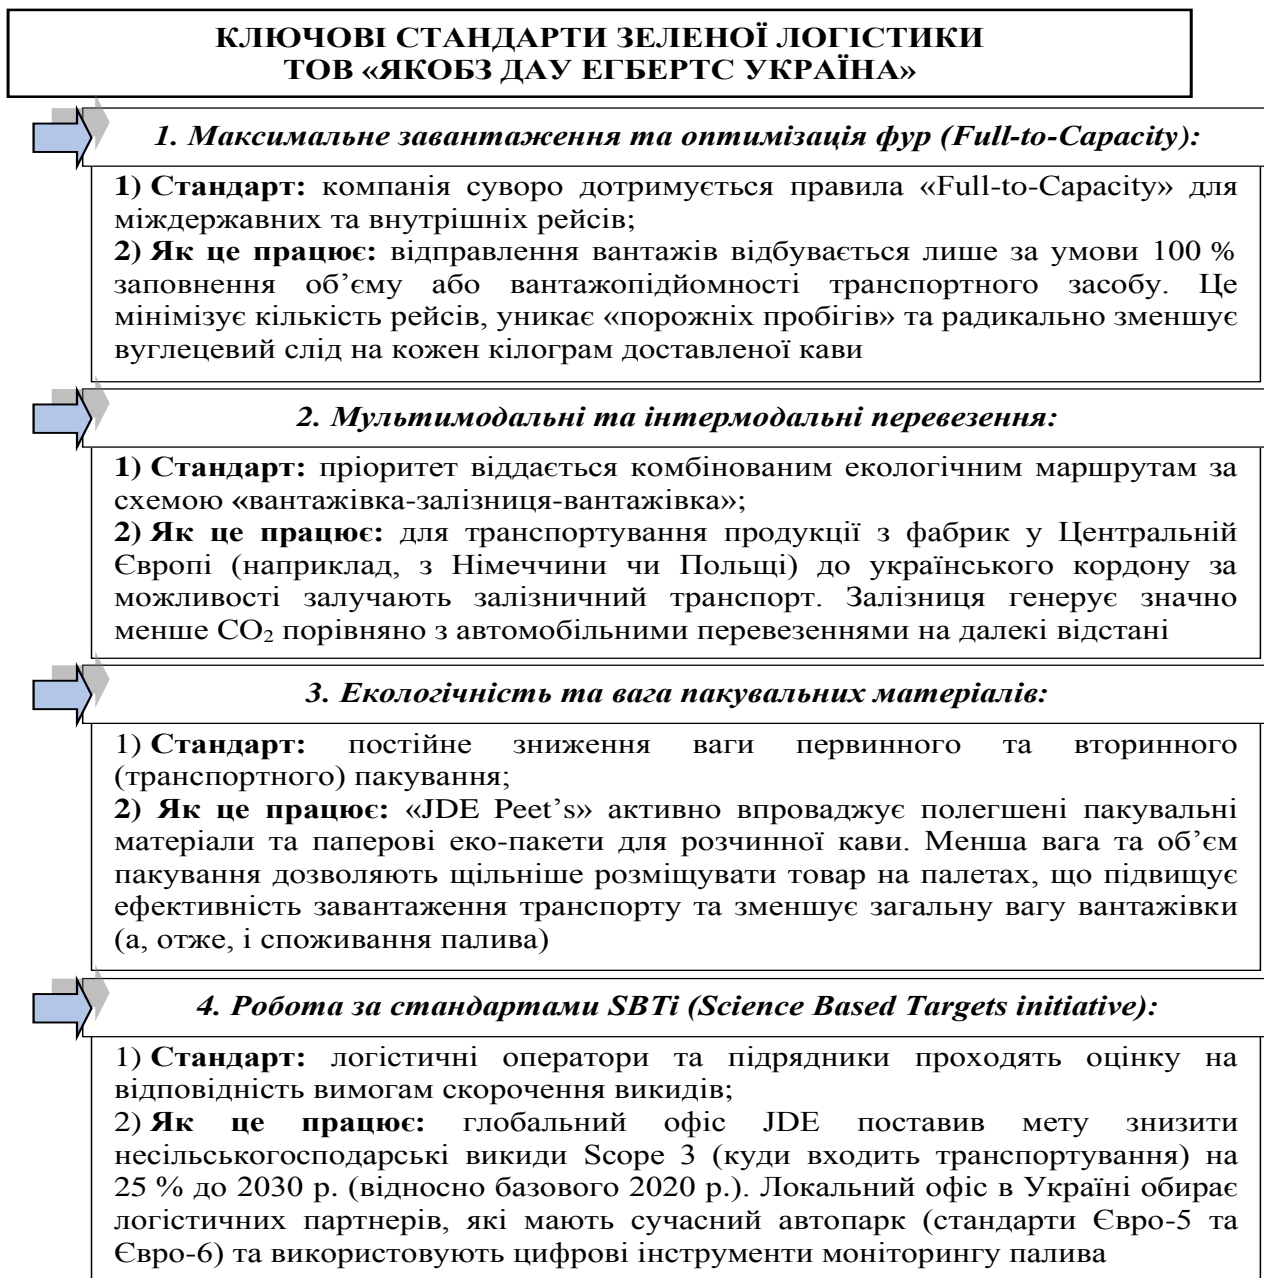 КЛЮЧОВІ СТАНДАРТИ ЗЕЛЕНОЇ ЛОГІСТИКИ
ТОВ «ЯКОБЗ ДАУ ЕГБЕРТС УКРАЇНА»
1. Максимальне завантаження та оптимізація фур (Full-to-Capacity):
1) Стандарт: компанія суворо дотримується правила «Full-to-Capacity» для
міждержавних та внутрішніх рейсів;
2) Як це працює: відправлення вантажів відбувається лише за умови 100 %
заповнення об’єму або вантажопідйомності транспортного засобу. Це
мінімізує кількість рейсів, уникає «порожніх пробігів» та радикально зменшує
вуглецевий слід на кожен кілограм доставленої кави
2. Мультимодальні та інтермодальні перевезення:
1) Стандарт: пріоритет віддається комбінованим екологічним маршрутам за
схемою «вантажівка-залізниця-вантажівка»;
2) Як це працює: для транспортування продукції з фабрик у Центральній
Європі (наприклад, з Німеччини чи Польщі) до українського кордону за
можливості залучають залізничний транспорт. Залізниця генерує значно
менше CO₂ порівняно з автомобільними перевезеннями на далекі відстані
3. Екологічність та вага пакувальних матеріалів:
1) Стандарт: постійне зниження ваги первинного та вторинного
(транспортного) пакування;
2) Як це працює: «JDE Peet's» активно впроваджує полегшені пакувальні
матеріали та паперові еко-пакети для розчинної кави. Менша вага та об’єм
пакування дозволяють щільніше розміщувати товар на палетах, що підвищує
ефективність завантаження транспорту та зменшує загальну вагу вантажівки
(а, отже, і споживання палива)
4. Робота за стандартами SBTi (Science Based Targets initiative):
1) Стандарт: логістичні оператори та підрядники проходять оцінку на
відповідність вимогам скорочення викидів;
2) Як це працює: глобальний офіс JDE поставив мету знизити
несільськогосподарські викиди Scope 3 (куди входить транспортування) на
25 % до 2030 р. (відносно базового 2020 р.). Локальний офіс в Україні обирає
логістичних партнерів, які мають сучасний автопарк (стандарти Євро-5 та
Євро-6) та використовують цифрові інструменти моніторингу палива